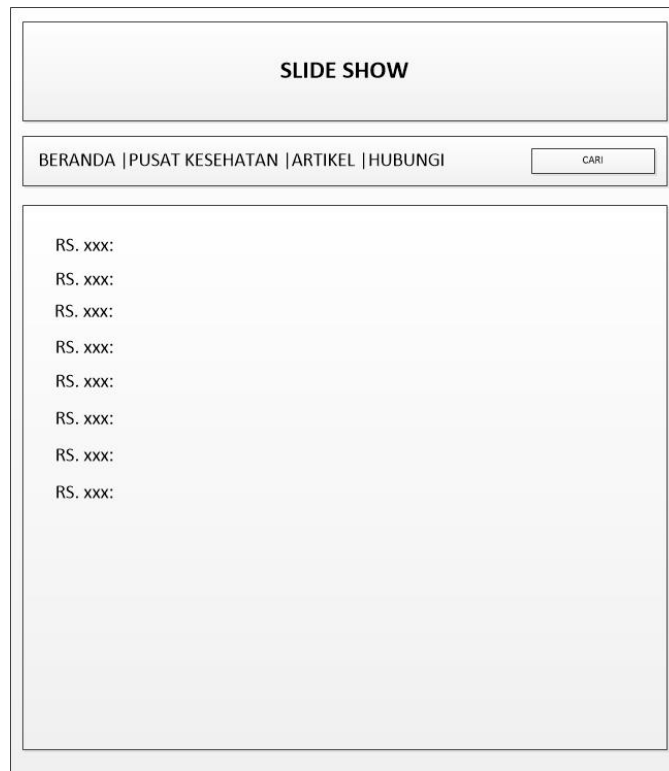 SLIDE SHOW
BERANDA |PUSAT KESEHATAN |ARTIKEL |HUBUNGI
CARI
RS. xxx:
RS. xxx:
RS. xxx:
RS. xxx:
RS. xxx:
RS. xxx:
RS. xxx:
RS. xxx: